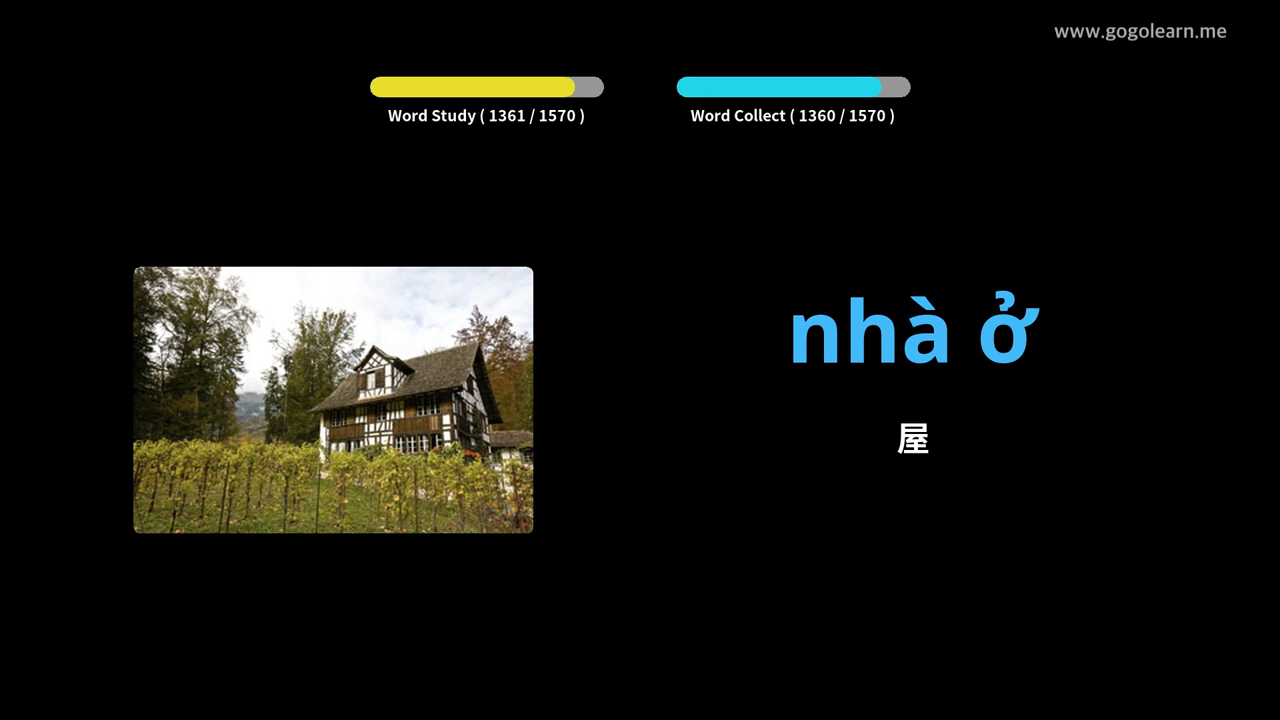 www.gogolearn.me
Word Study ( 1361 / 1570 )
Word Collect ( 1360 / 1570 )
nhà ở
屋